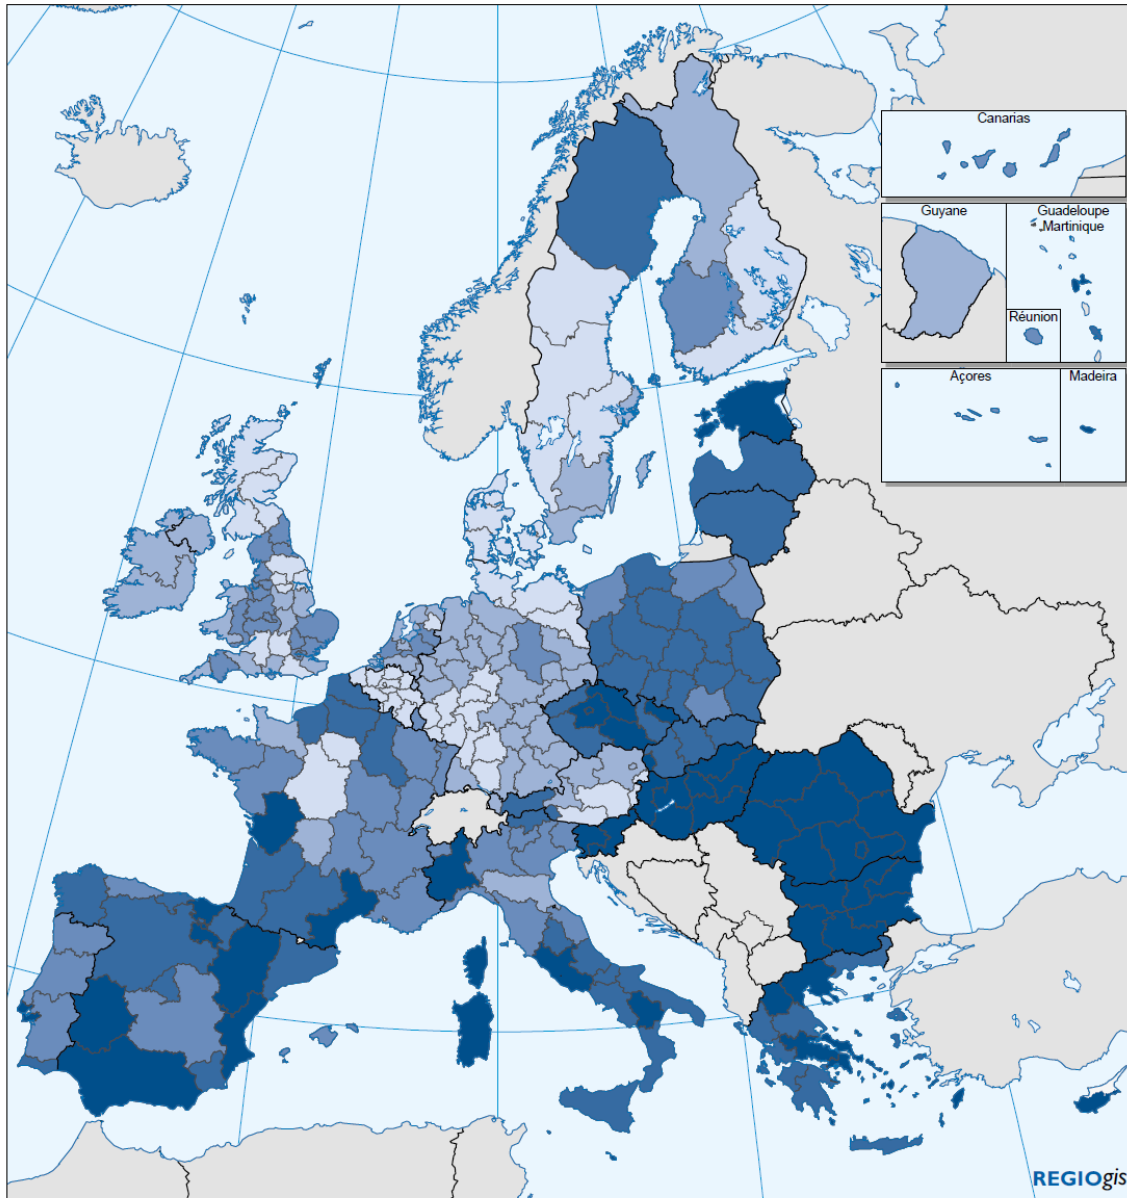 Canarias
Guyane
Guadeloupe
Martinique
Réunion
Açores
Madeira
REGIOgis